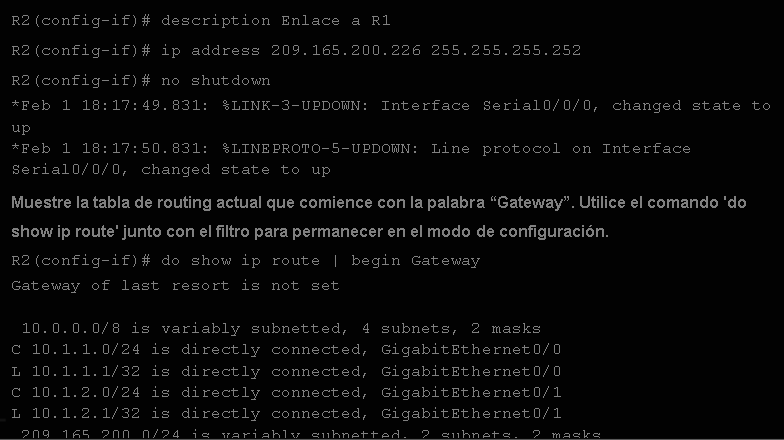 R2(config-if)# description Enlace a R1
R2(config-if)# ip address 209.165.200.226 255.255.255.252
R2(config-if)# no shutdown
*Feb 1 18:17:49.831: %LINK-3-UPDOWN: Interface Serial0/0/0, changed state to
up
*Feb 1 18:17:50.831: %LINEPROTO-5-UPDOWN: Line protocol on Interface
Serial0/0/0, changed state to up
Muestre la tabla de routing actual que comience con la palabra “Gateway”. Utilice el comando 'do
show ip route' junto con el filtro para permanecer en el modo de configuración.
R2(config-if)# do show ip route | begin Gateway
Gateway of last resort is not set
10.0.0.0/8 is variably subnetted, 4 subnets, 2 masks
C 10.1.1.0/24 is directly connected, GigabitEthernet0/0
L 10.1.1.1/32 is directly connected, GigabitEthernet0/0
C 10.1.2.0/24 is directly connected, GigabitEthernet0/1
L 10.1.2.1/32 is directly connected, GigabitEthernet0/1
209.165.200.0/24 is variably subnetted, 2 subnets, 2 masks